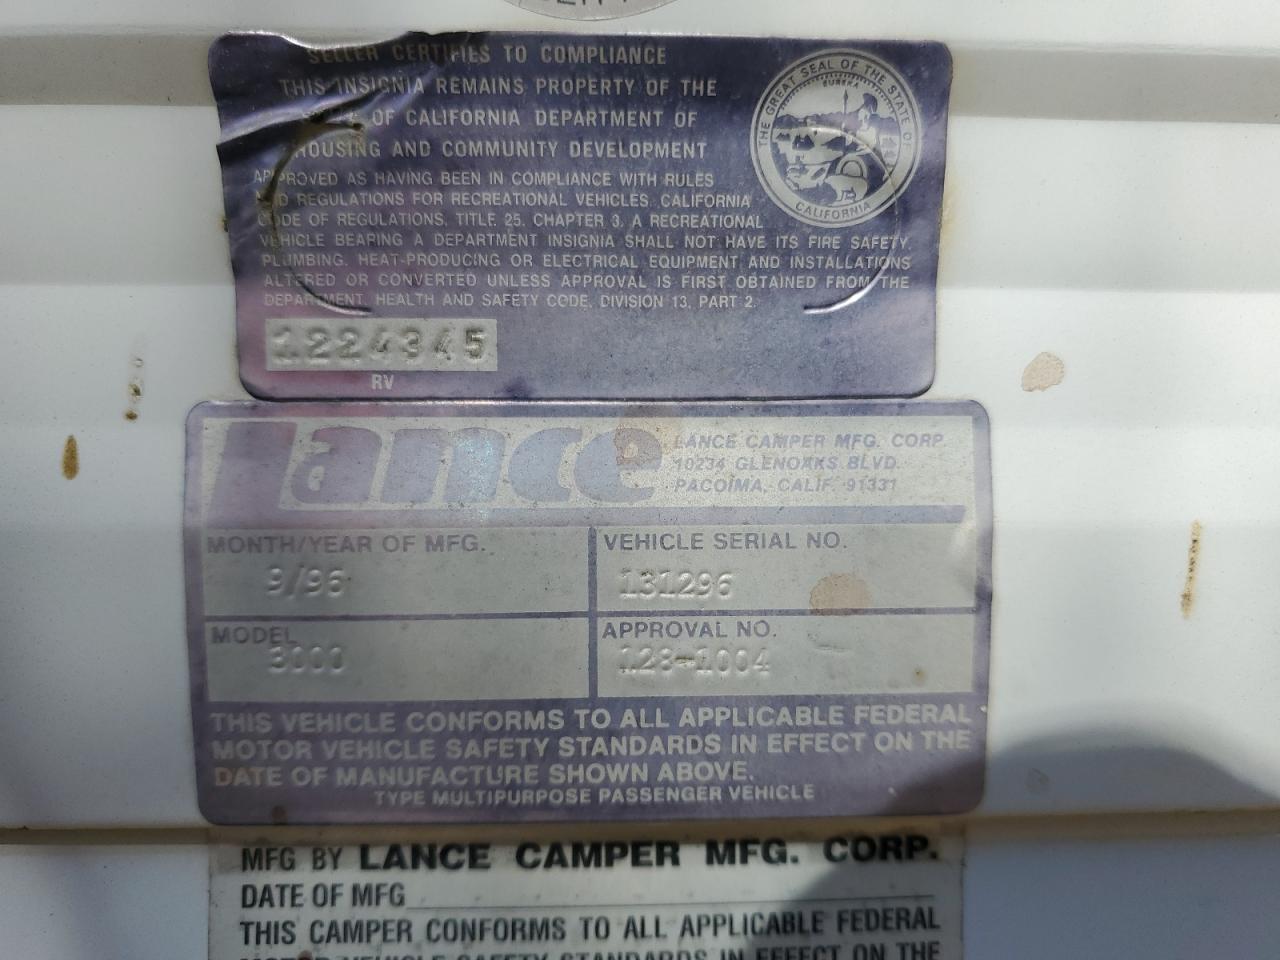 SELLER CERTIFIES TO COMPLIANCE
THIS INSIGNIA REMAINS PROPERTY OF THE
OF CALIFORNIA DEPARTMENT OF
HOUSING AND COMMUNITY DEVELOPMENT
APPROVED AS HAVING BEEN IN COMPLIANCE WITH RULES
AND REGULATIONS FOR RECREATIONAL VEHICLES. CALIFORNIA
CODE OF REGULATIONS. TITLE 25. CHAPTER 3. A RECREATIONAL
VEHICLE BEARING A DEPARTMENT INSIGNIA SHALL NOT HAVE ITS FIRE SAFETY.
PLUMBING. HEAT-PRODUCING OR ELECTRICAL EQUIPMENT AND INSTALLATIONS
ALTERED OR CONVERTED UNLESS APPROVAL IS FIRST OBTAINED FROM THE
DEPARTMENT. HEALTH AND SAFETY CODE, DIVISION 13, PART 2.
THE GREAT SEAL OF THE STATE OF
EUREKA
CALIFORNIA
1224345
RV
Lance
LANCE CAMPER MFG. CORP.
10234 GLENOAKS BLVD.
PACOIMA, CALIF. 91331
MONTH/YEAR OF MFG.
9/96
VEHICLE SERIAL NO.
131296
MODEL
3000
APPROVAL NO.
128-1004
THIS VEHICLE CONFORMS TO ALL APPLICABLE FEDERAL
MOTOR VEHICLE SAFETY STANDARDS IN EFFECT ON THE
DATE OF MANUFACTURE SHOWN ABOVE.
TYPE MULTIPURPOSE PASSENGER VEHICLE
MFG BY LANCE CAMPER MFG. CORP.
DATE OF MFG
THIS CAMPER CONFORMS TO ALL APPLICABLE FEDERAL
MOTOR VEHICLE SAFETY STANDARDS IN EFFECT ON THE